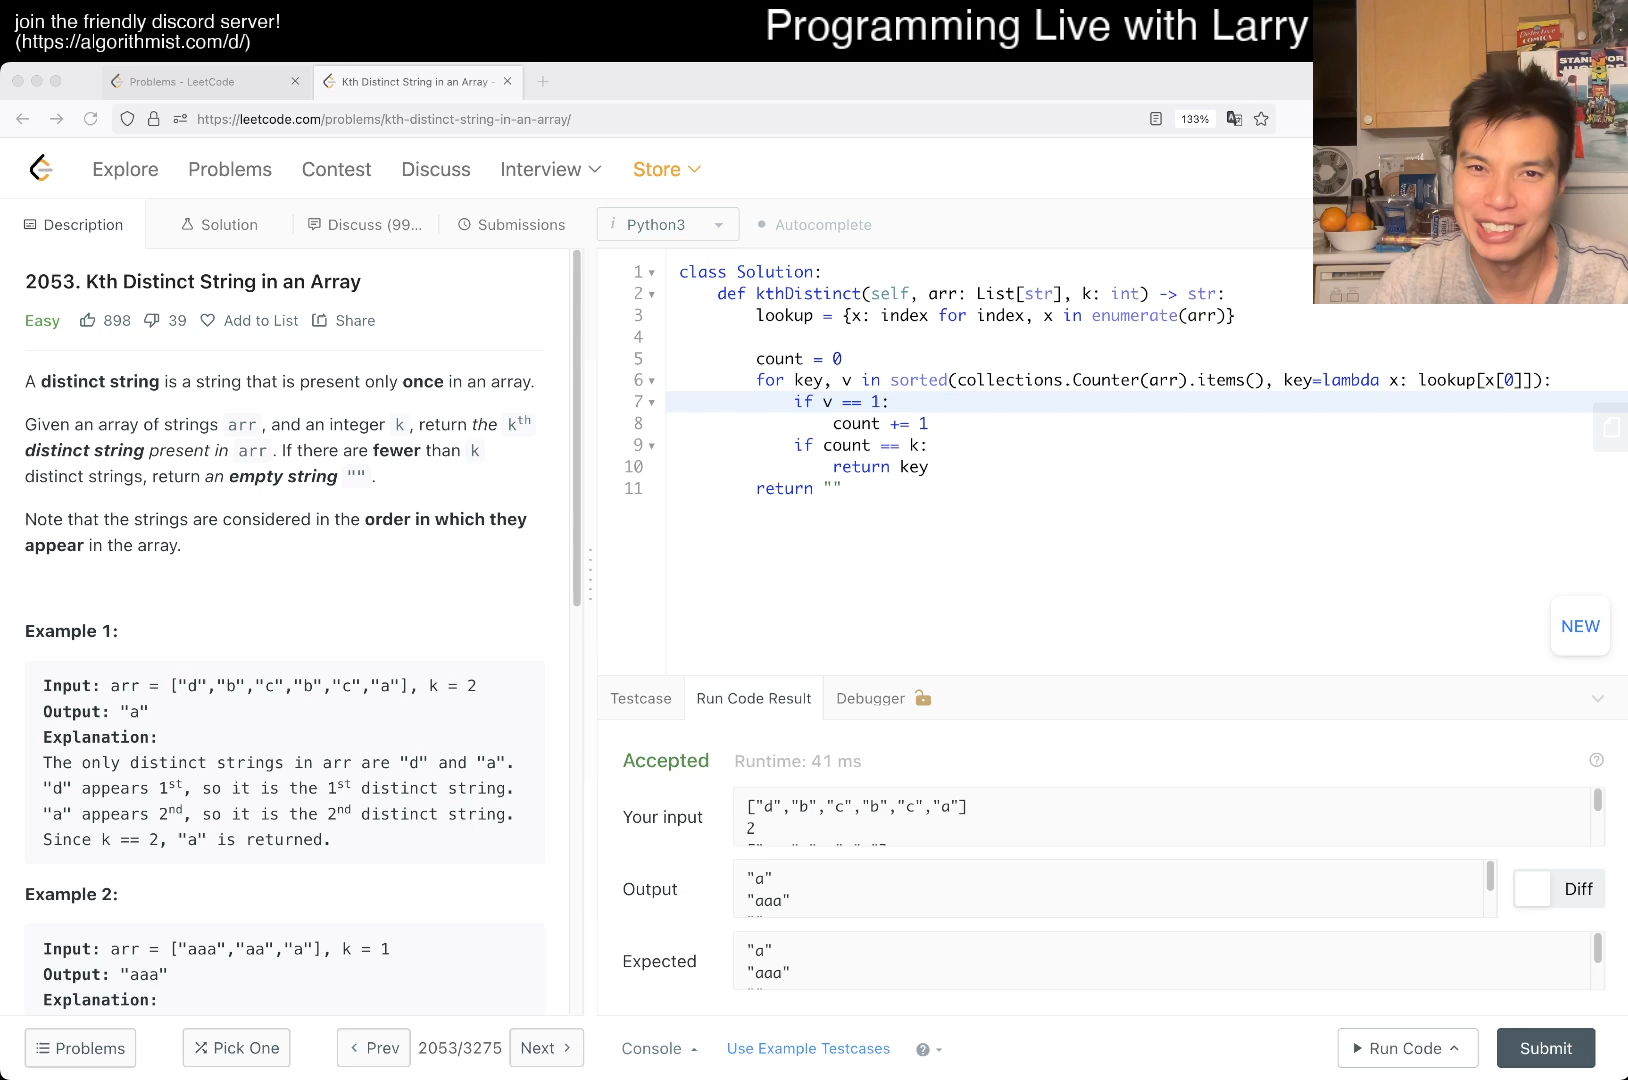 join the friendly discord server!
(https://algorithmist.com/d/)
Programming Live with Larry
Problems - LeetCode
Kth Distinct String in an Array -
https://leetcode.com/problems/kth-distinct-string-in-an-array/
133%
Explore Problems Contest Discuss Interview Store
Description Solution Discuss (99... Submissions
i Python3 Autocomplete
2053. Kth Distinct String in an Array
Easy 898 39 Add to List Share
A distinct string is a string that is present only once in an array.
Given an array of strings arr , and an integer k , return the kth
distinct string present in arr . If there are fewer than k
distinct strings, return an empty string "" .
Note that the strings are considered in the order in which they
appear in the array.
Example 1:
Input: arr = ["d","b","c","b","c","a"], k = 2
Output: "a"
Explanation:
The only distinct strings in arr are "d" and "a".
"d" appears 1st, so it is the 1st distinct string.
"a" appears 2nd, so it is the 2nd distinct string.
Since k == 2, "a" is returned.
Example 2:
Input: arr = ["aaa","aa","a"], k = 1
Output: "aaa"
Explanation:
1 class Solution:
2 def kthDistinct(self, arr: List[str], k: int) -> str:
3 lookup = {x: index for index, x in enumerate(arr)}
4
5 count = 0
6 for key, v in sorted(collections.Counter(arr).items(), key=lambda x: lookup[x[0]]):
7 if v == 1:
8 count += 1
9 if count == k:
10 return key
11 return ""
NEW
Testcase Run Code Result Debugger
Accepted Runtime: 41 ms
Your input
["d","b","c","b","c","a"]
2
Output
"a"
"aaa"
Diff
Expected
"a"
"aaa"
Problems Pick One Prev 2053/3275 Next
Console Use Example Testcases
Run Code Submit